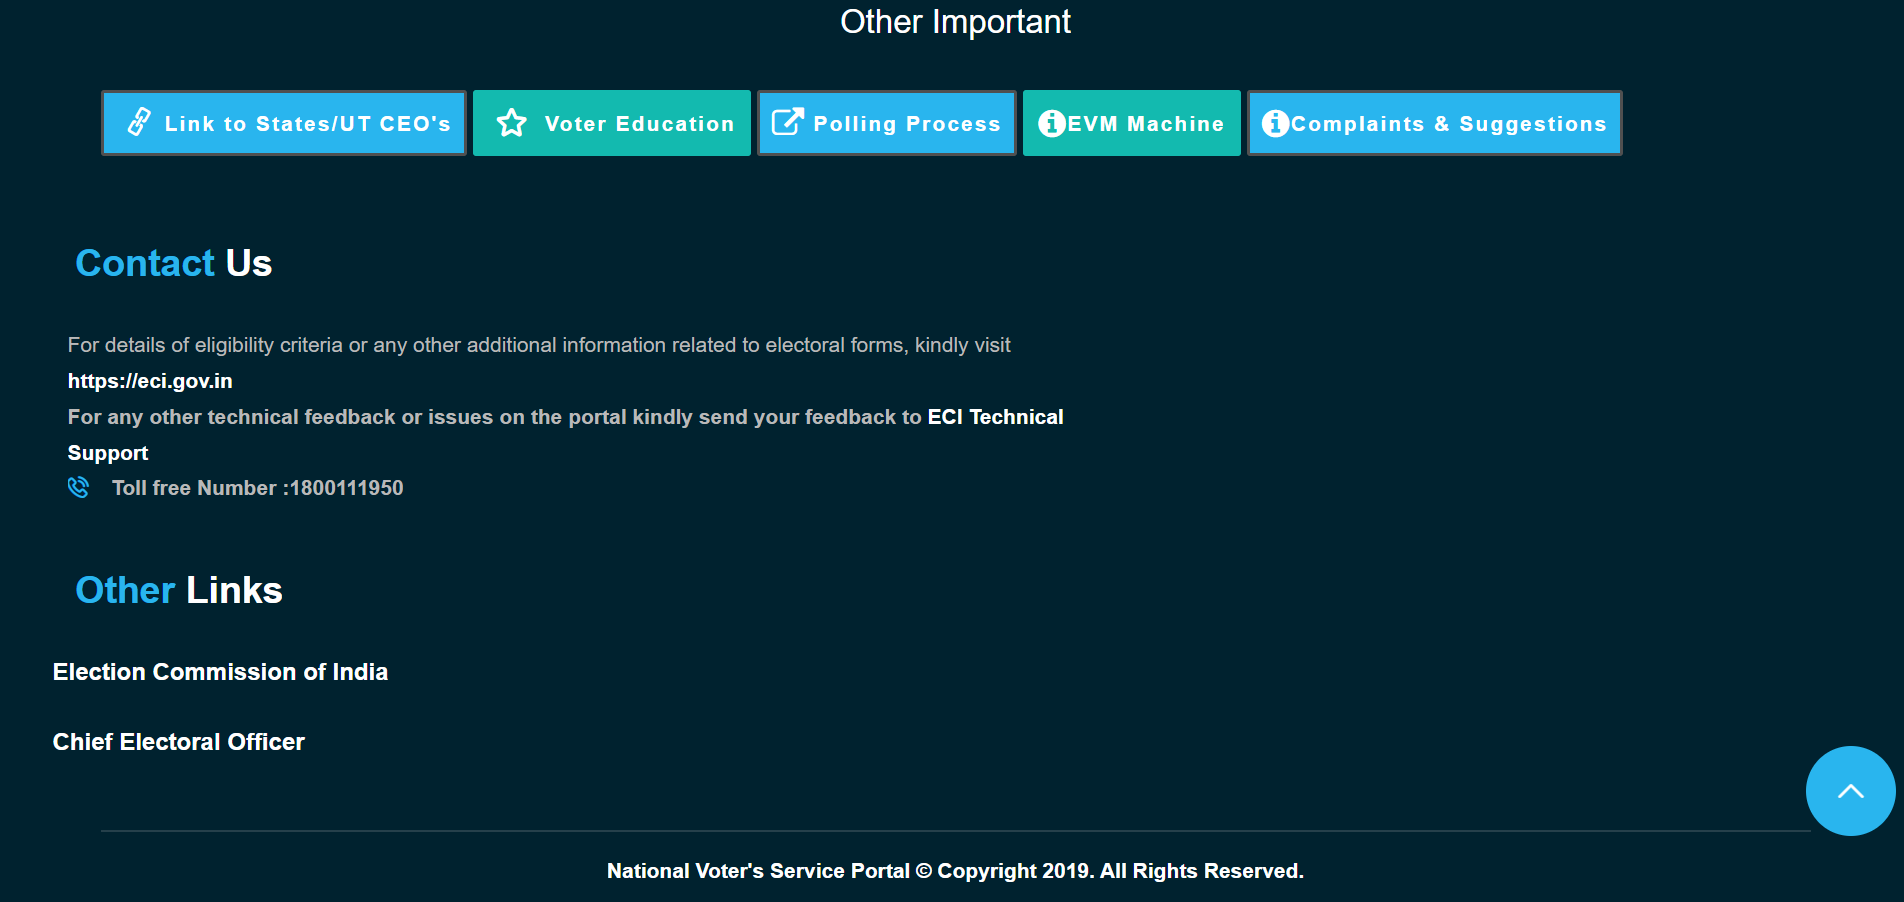 Other Important
Link to States/UT CEO's Voter Education Polling Process EVM Machine Complaints & Suggestions
Contact Us
For details of eligibility criteria or any other additional information related to electoral forms, kindly visit
https://eci.gov.in
For any other technical feedback or issues on the portal kindly send your feedback to ECI Technical
Support
Toll free Number :1800111950
Other Links
Election Commission of India
Chief Electoral Officer
National Voter's Service Portal © Copyright 2019. All Rights Reserved.